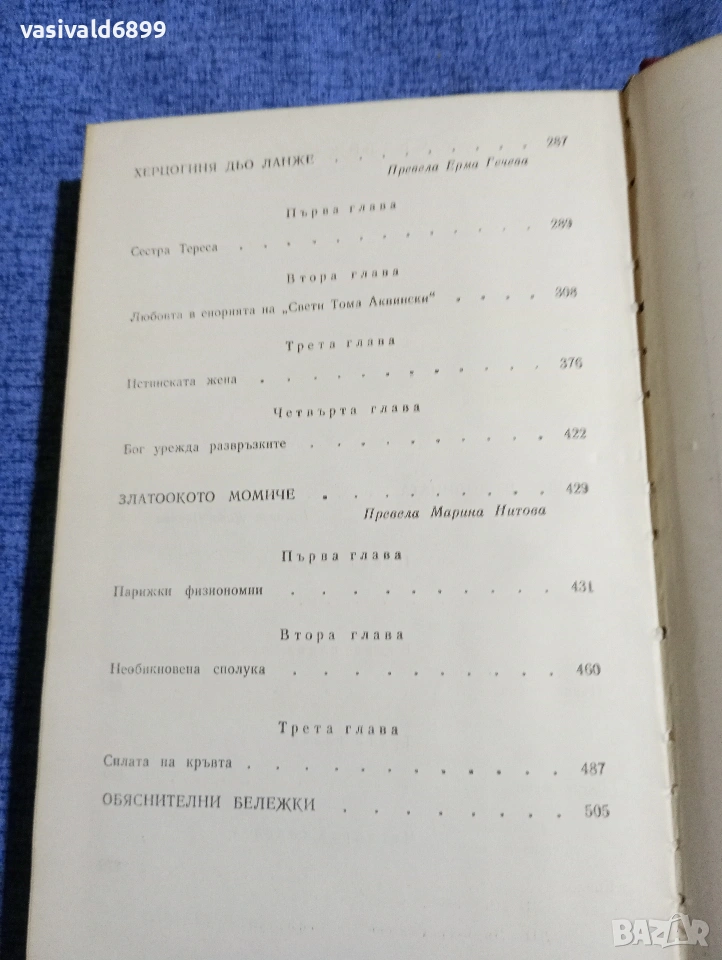 vasivald6899
ХЕРЦОГИНЯ ДЬО ЛАНЖЕ . . . . . . . . 287
Превела Ерма Гечева
Първа глава
Сестра Тереса . . . . . . . . . . . . . 289
Втора глава
Любовта в енорията на „Свети Тома Аквински“ . . . . 308
Трета глава
Истинската жена . . . . . . . . . . . . 376
Четвърта глава
Бог урежда развръзките . . . . . . . . . . 422
ЗЛАТООКОТО МОМИЧЕ . . . . . . . . . 429
Превела Марина Нитова
Първа глава
Парижки физиономии . . . . . . . . . 431
Втора глава
Необикновена сполука . . . . . . . . . 460
Трета глава
Силата на кръвта . . . . . . . . . . . 487
ОБЯСНИТЕЛНИ БЕЛЕЖКИ . . . . . . . . 505
BAZAR